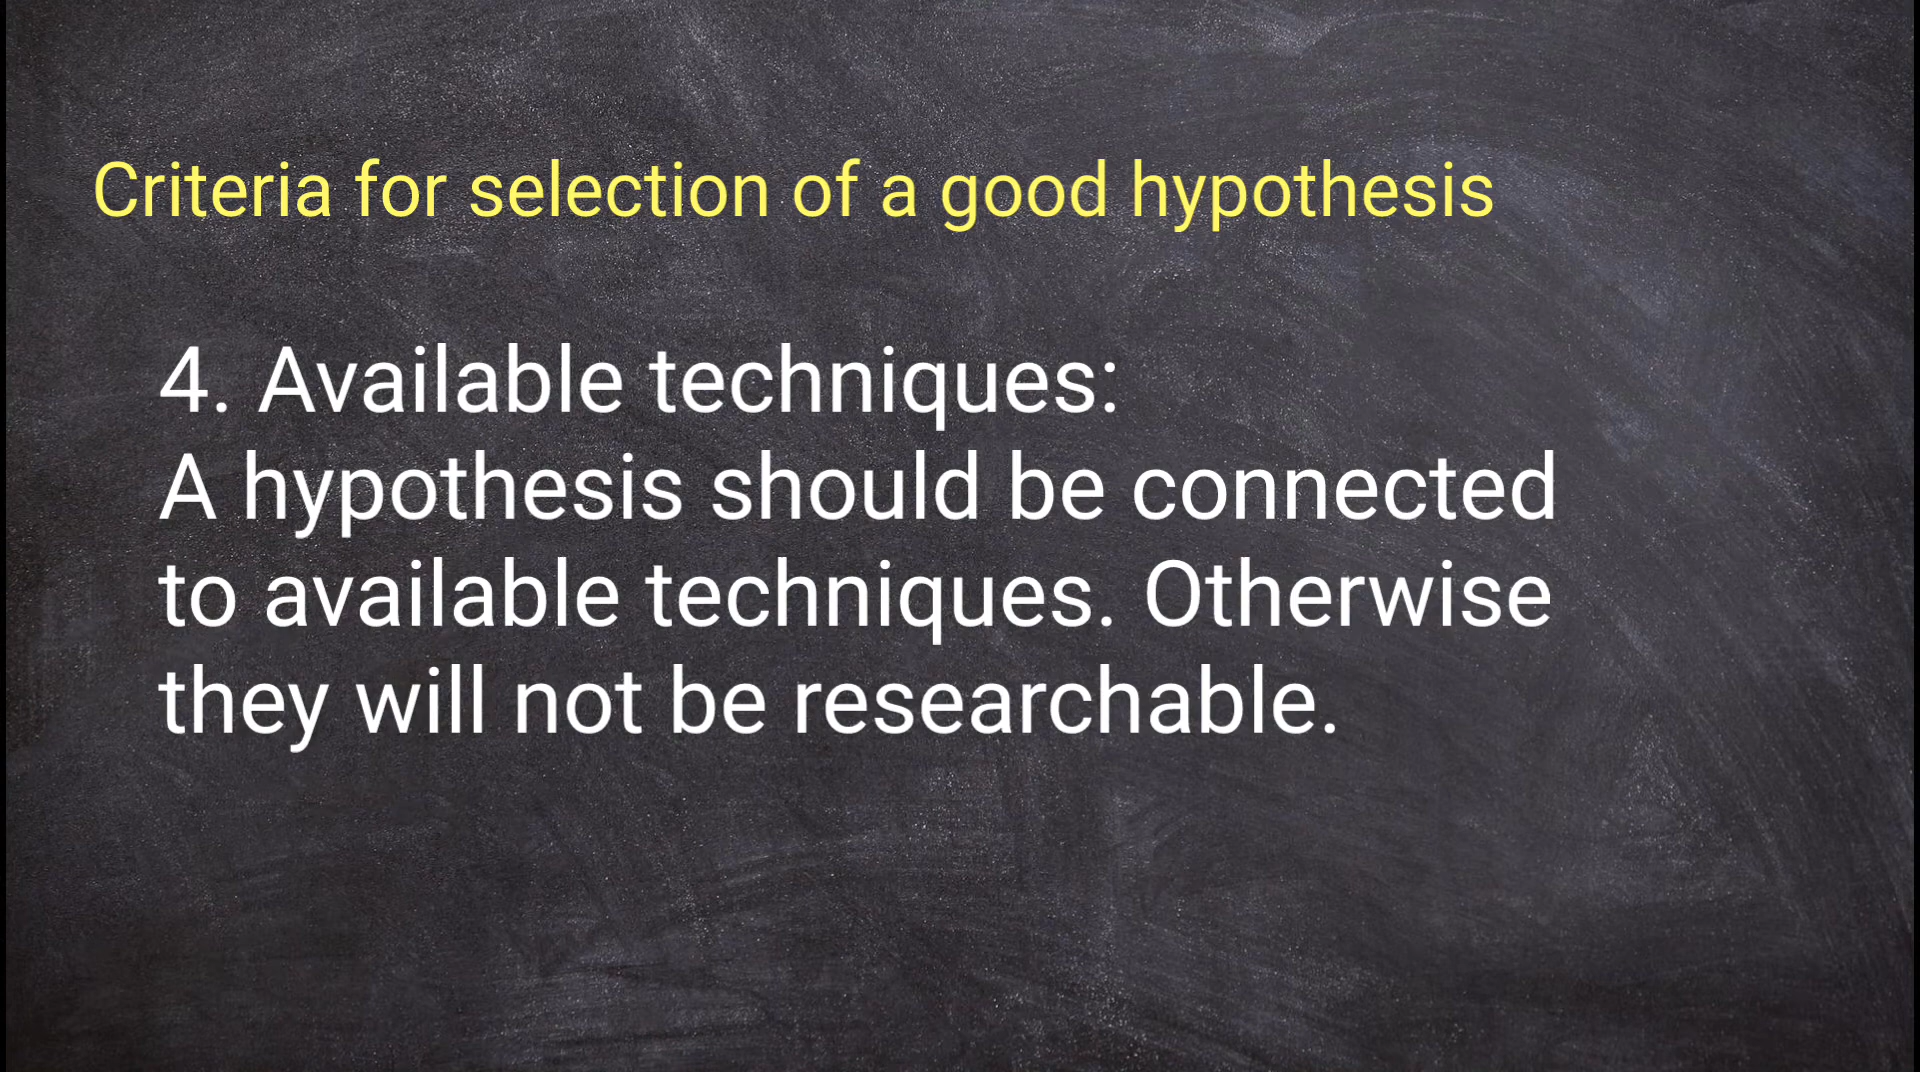 Criteria for selection of a good hypothesis
4. Available techniques:
A hypothesis should be connected
to available techniques. Otherwise
they will not be researchable.